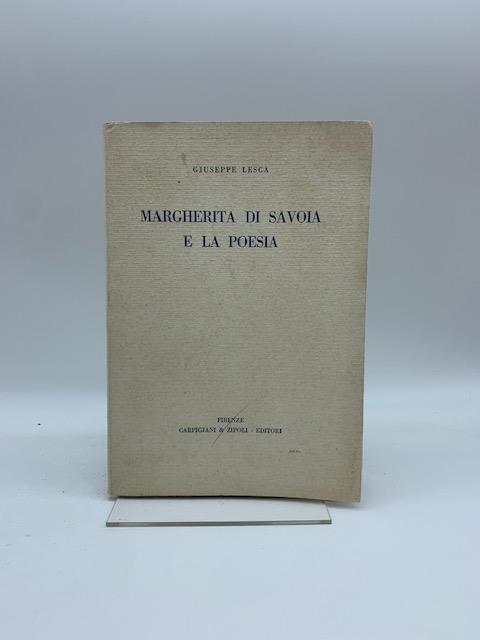 GIUSEPPE LESCA
MARGHERITA DI SAVOIA
E LA POESIA
FIRENZE
CARPIGIANI & ZIPOLI - EDITORI